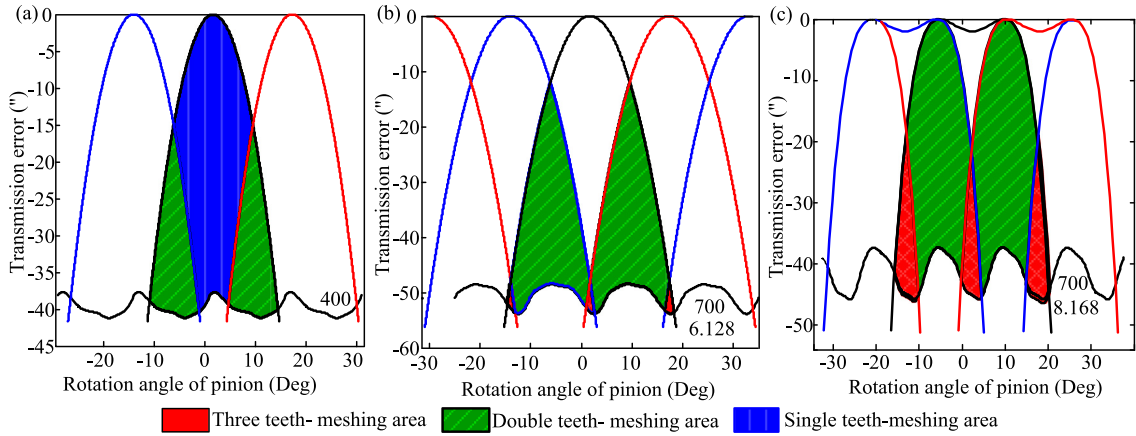 (a)
Transmission error ('')
0
-5
-10
-15
-20
-25
-30
-35
-40
-45
400
-20 -10 0 10 20 30
Rotation angle of pinion (Deg)
(b)
Transmission error ('')
0
-10
-20
-30
-40
-50
-60
700
6.128
-30 -20 -10 0 10 20 30
Rotation angle of pinion (Deg)
(c)
Transmission error ('')
0
-10
-20
-30
-40
-50
700
8.168
-30 -20 -10 0 10 20 30 40
Rotation angle of pinion (Deg)
Three teeth- meshing area
Double teeth- meshing area
Single teeth-meshing area